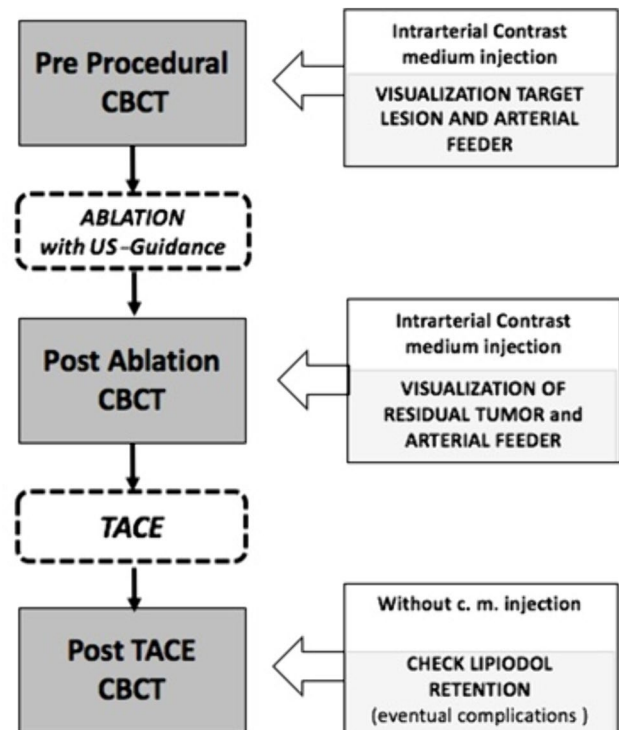 Pre Procedural
CBCT
Intrarterial Contrast
medium injection
VISUALIZATION TARGET
LESION AND ARTERIAL
FEEDER
ABLATION
with US-Guidance
Post Ablation
CBCT
Intrarterial Contrast
medium injection
VISUALIZATION OF
RESIDUAL TUMOR and
ARTERIAL FEEDER
TACE
Post TACE
CBCT
Without c. m. injection
CHECK LIPIODOL
RETENTION
(eventual complications )